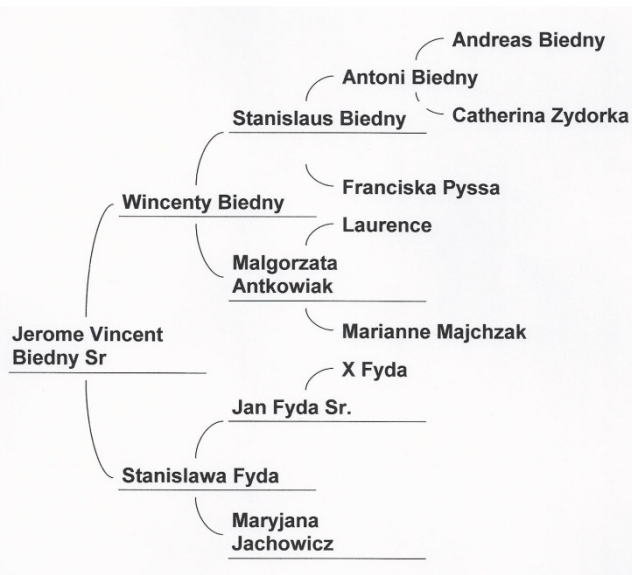 Andreas Biedny
Antoni Biedny
Catherina Zydorka
Stanislaus Biedny
Franciska Pyssa
Wincenty Biedny
Laurence
Malgorzata
Antkowiak
Marianne Majchzak
Jerome Vincent
Biedny Sr
X Fyda
Jan Fyda Sr.
Stanislawa Fyda
Maryjana
Jachowicz